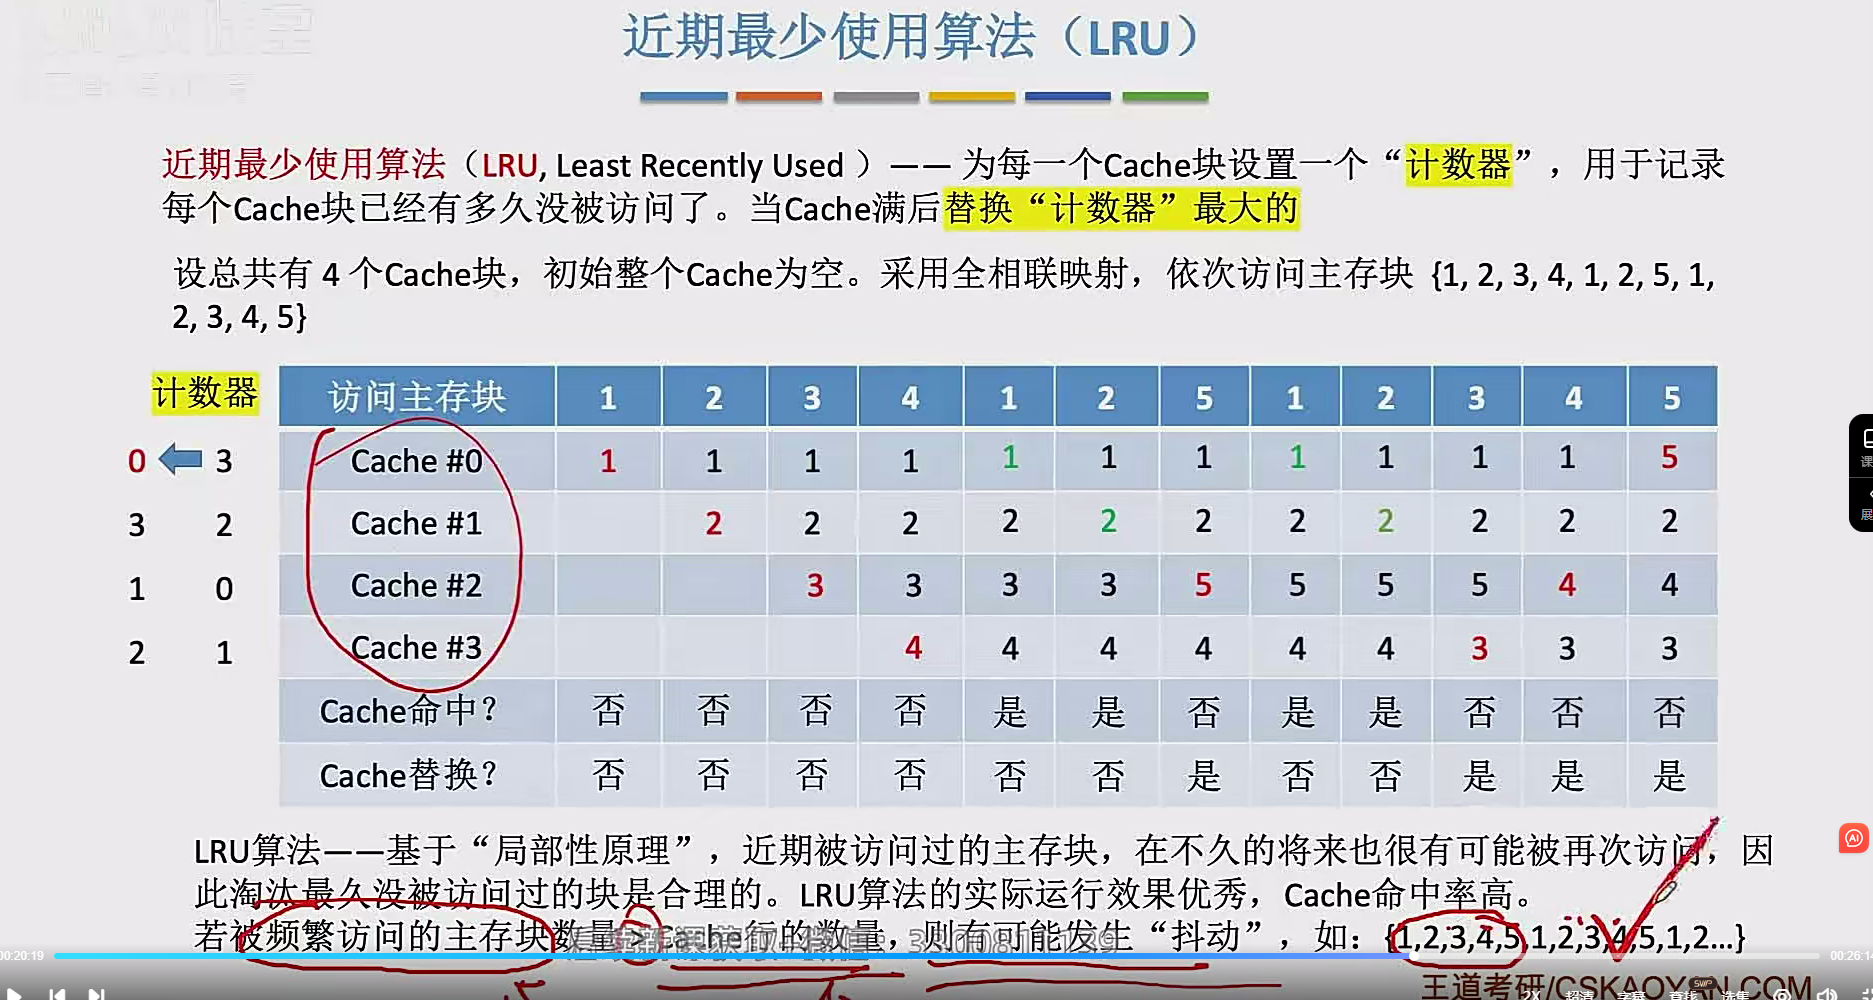 近期最少使用算法（LRU）
近期最少使用算法（LRU, Least Recently Used ）—— 为每一个Cache块设置一个“计数器”，用于记录
每个Cache块已经有多久没被访问了。当Cache满后替换“计数器”最大的
设总共有 4 个Cache块，初始整个Cache为空。采用全相联映射，依次访问主存块 {1, 2, 3, 4, 1, 2, 5, 1,
2, 3, 4, 5}
计数器 访问主存块 1 2 3 4 1 2 5 1 2 3 4 5
0 3 Cache #0 1 1 1 1 1 1 1 1 1 1 1 5
3 2 Cache #1 2 2 2 2 2 2 2 2 2 2 2
1 0 Cache #2 3 3 3 3 5 5 5 5 4 4
2 1 Cache #3 4 4 4 4 4 4 3 3 3
Cache命中？ 否 否 否 否 是 是 否 是 是 否 否 否
Cache替换？ 否 否 否 否 否 否 是 否 否 是 是 是
LRU算法——基于“局部性原理”，近期被访问过的主存块，在不久的将来也很有可能被再次访问，因
此淘汰最久没被访问过的块是合理的。LRU算法的实际运行效果优秀，Cache命中率高。
若被频繁访问的主存块数量 > Cache行的数量，则有可能发生“抖动”，如：{1,2,3,4,5,1,2,3,4,5,1,2…}
00:20:19
00:26:14
王道考研/CSKAOYAN.COM
2X 超清 字幕 查找 选集
课
展
AI